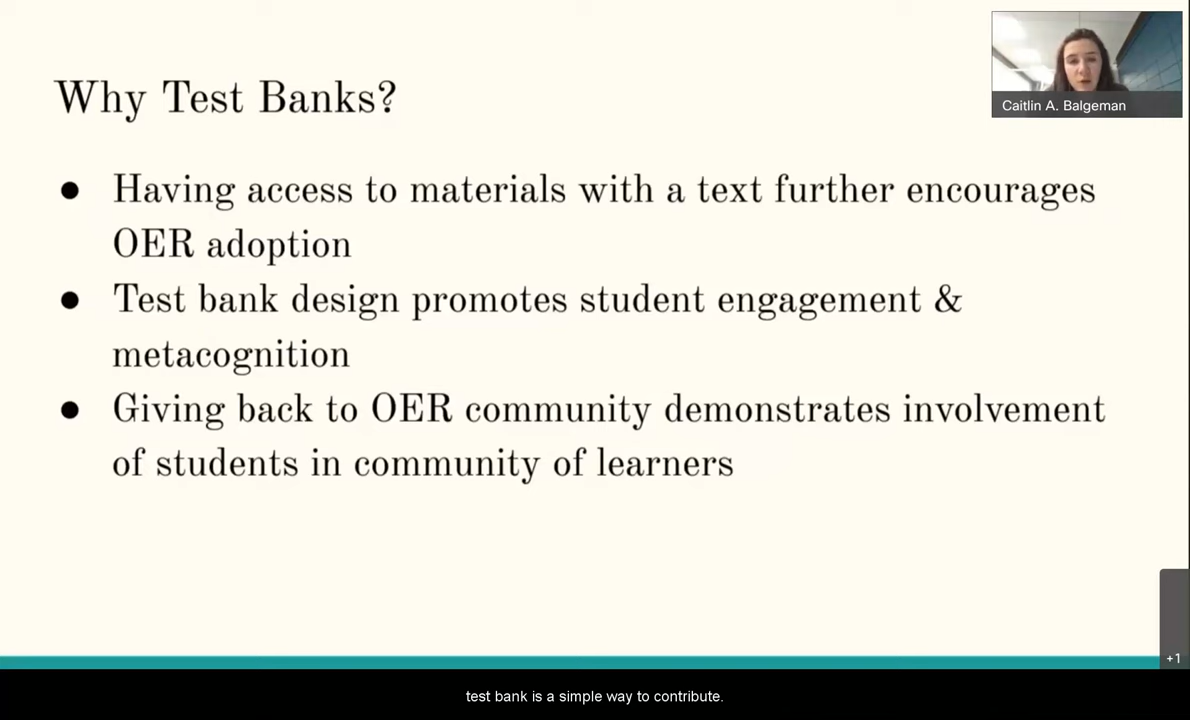 Why Test Banks?
Caitlin A. Balgeman
● Having access to materials with a text further encourages
OER adoption
● Test bank design promotes student engagement &
metacognition
● Giving back to OER community demonstrates involvement
of students in community of learners
+1
test bank is a simple way to contribute.